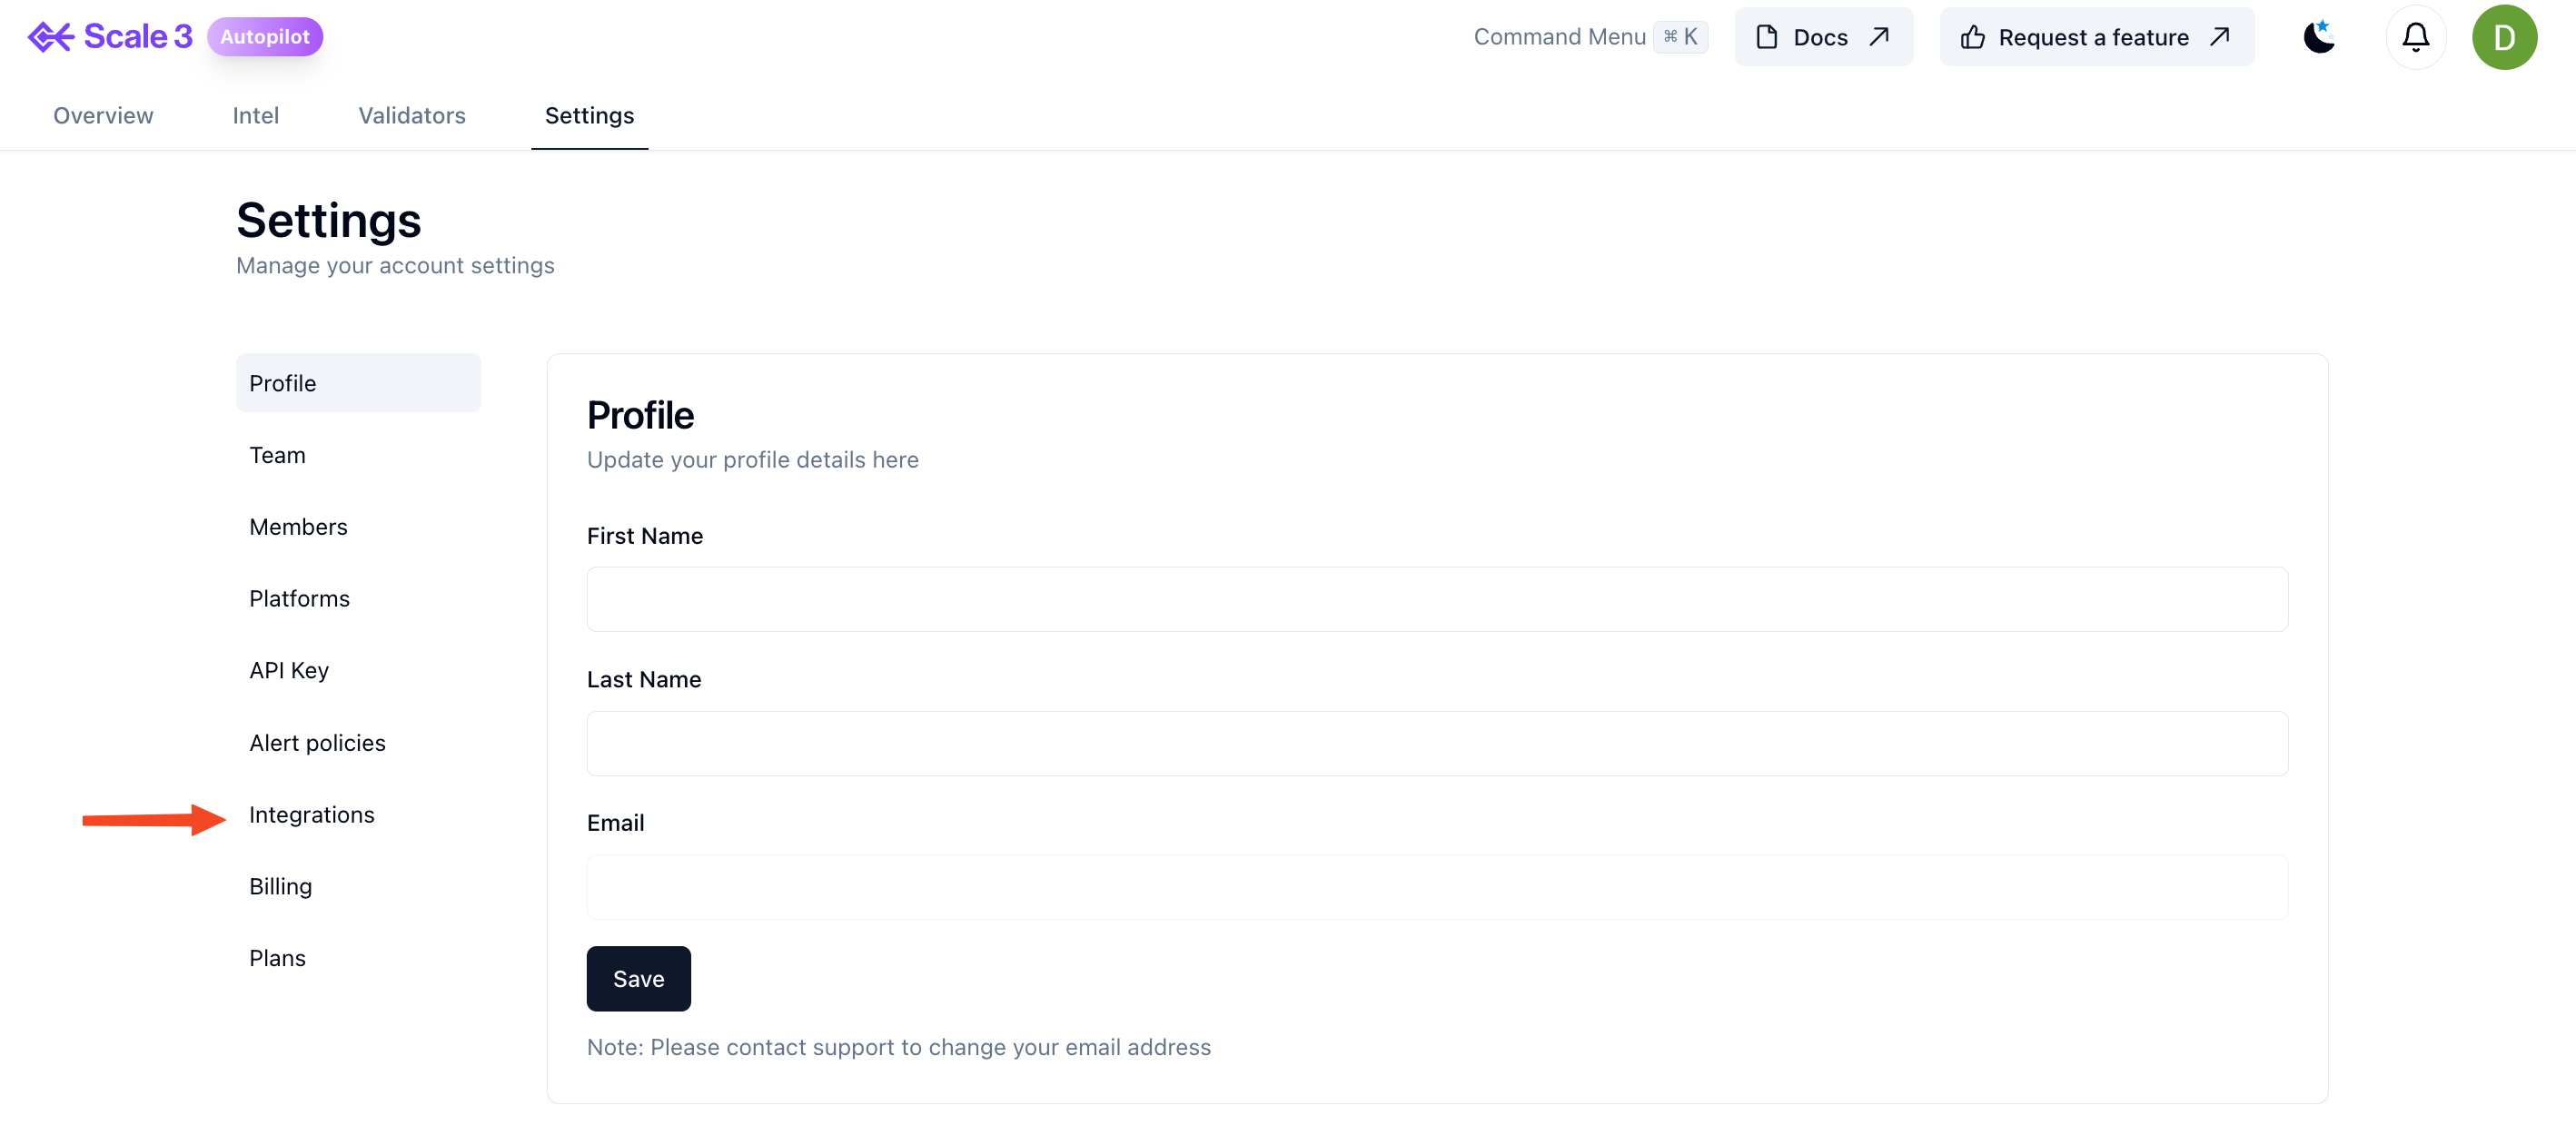 Scale 3 Autopilot
Command Menu ⌘ K
Docs
Request a feature
D
Overview Intel Validators Settings
Settings
Manage your account settings
Profile
Team
Members
Platforms
API Key
Alert policies
Integrations
Billing
Plans
Profile
Update your profile details here
First Name
Last Name
Email
Save
Note: Please contact support to change your email address